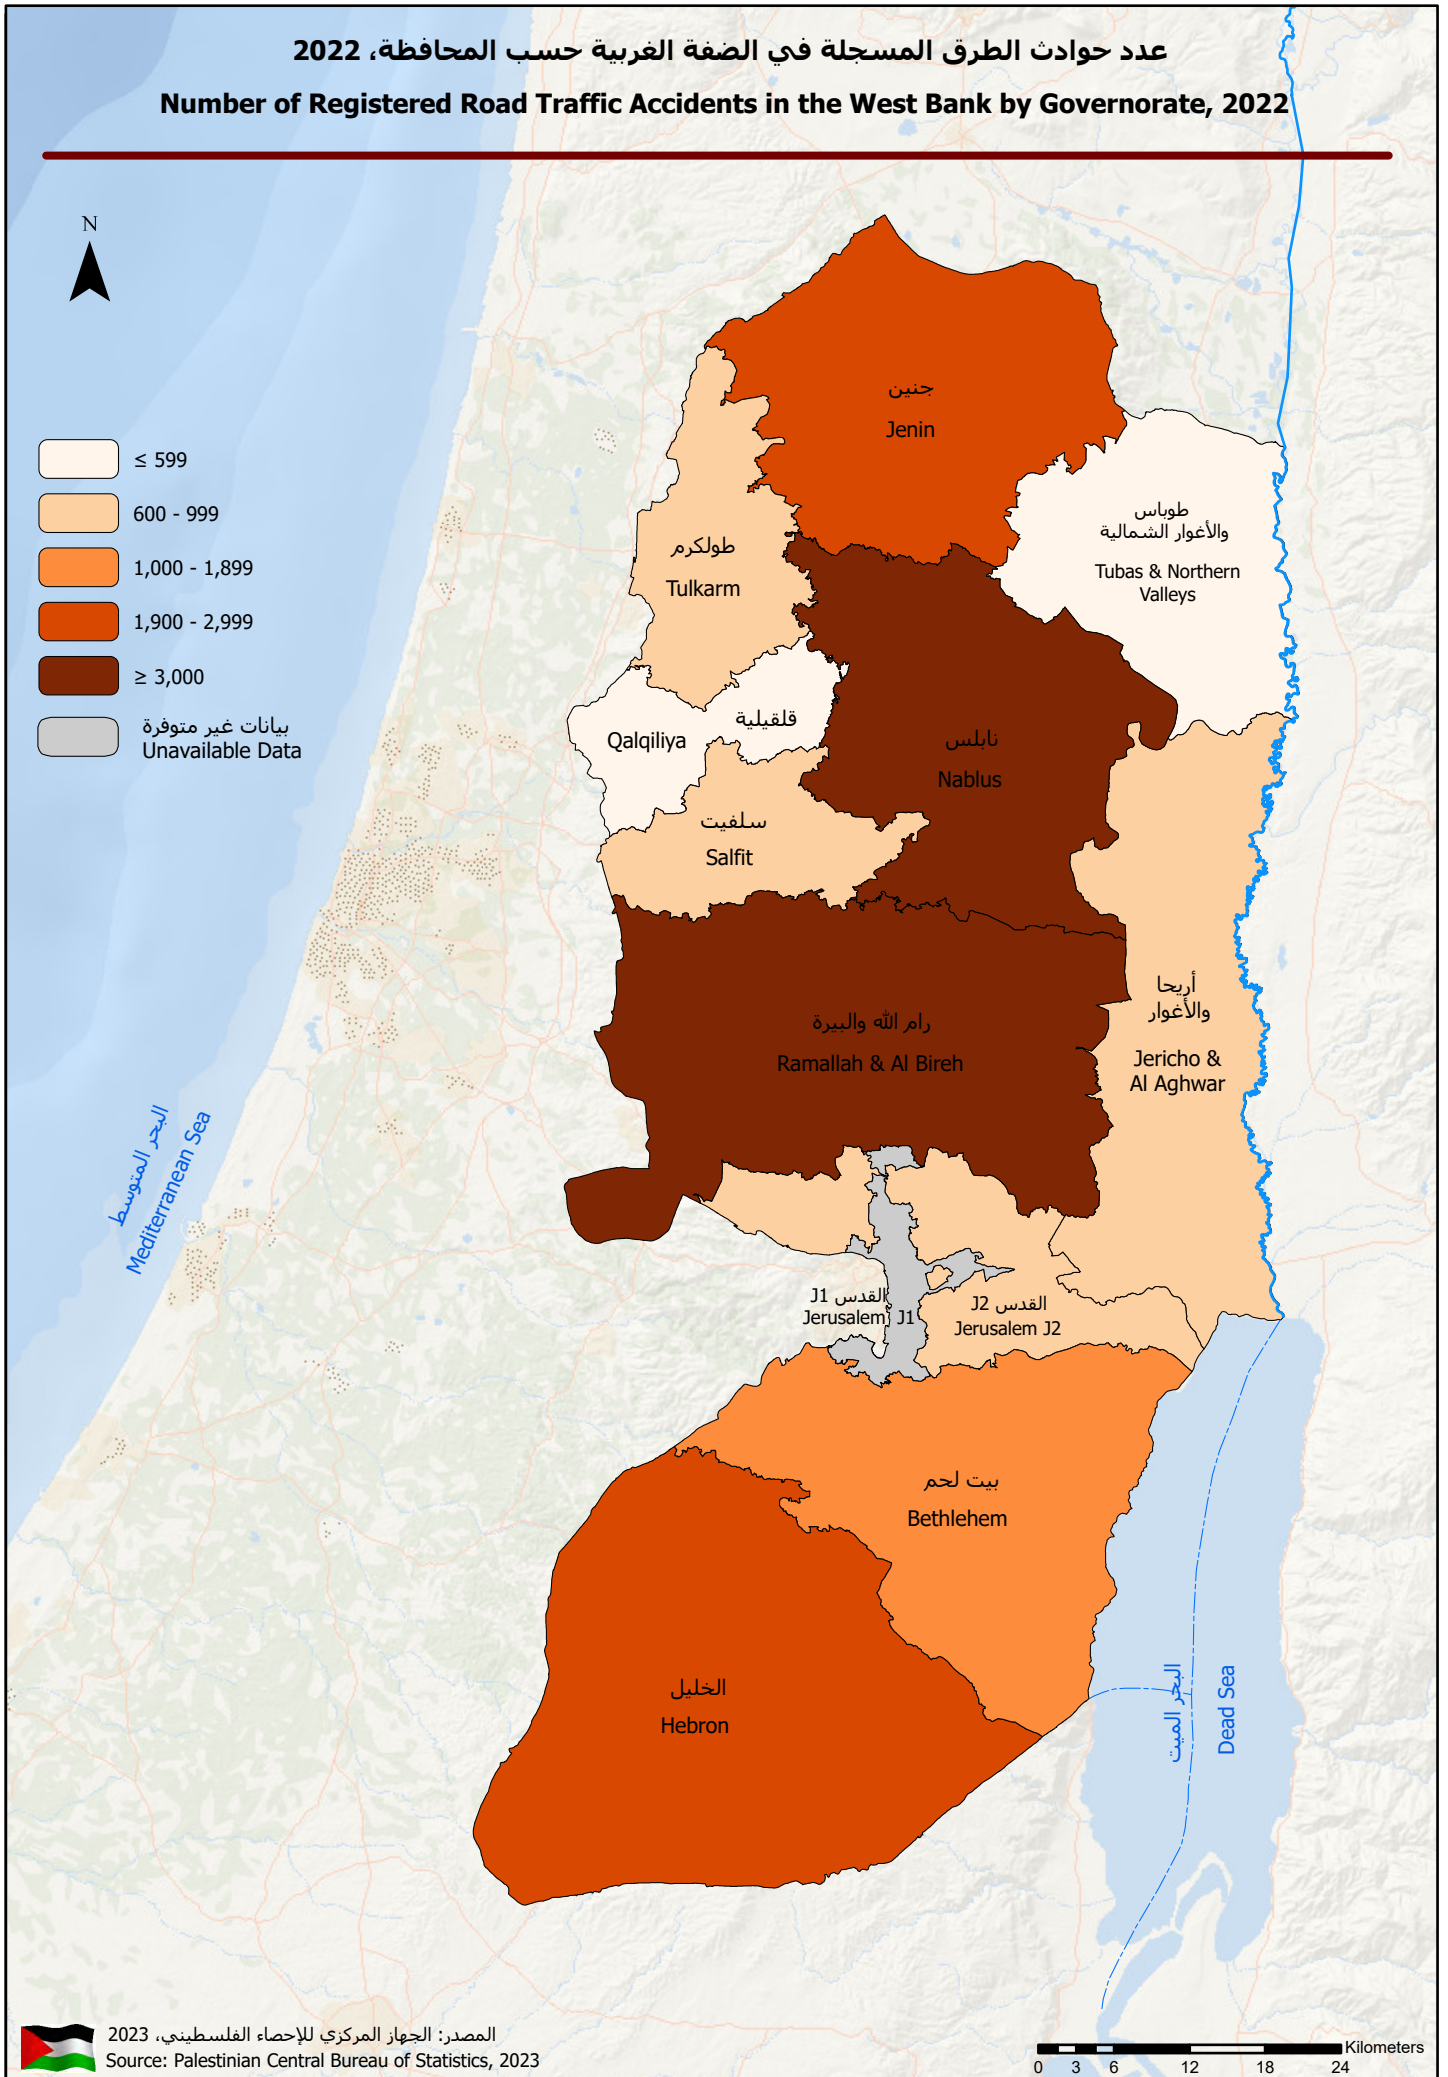 عدد حوادث الطرق المسجلة في الضفة الغربية حسب المحافظة، 2022
Number of Registered Road Traffic Accidents in the West Bank by Governorate, 2022
N
≤ 599
600 - 999
1,000 - 1,899
1,900 - 2,999
≥ 3,000
بيانات غير متوفرة
Unavailable Data
جنين
Jenin
طوباس
والأغوار الشمالية
Tubas & Northern
Valleys
طولكرم
Tulkarm
قلقيلية
Qalqiliya
نابلس
Nablus
سلفيت
Salfit
أريحا
والأغوار
Jericho &
Al Aghwar
رام الله والبيرة
Ramallah & Al Bireh
البحر المتوسط
Mediterranean Sea
القدس J1
Jerusalem J1
القدس J2
Jerusalem J2
بيت لحم
Bethlehem
الخليل
Hebron
البحر الميت
Dead Sea
المصدر: الجهاز المركزي للإحصاء الفلسطيني، 2023
Source: Palestinian Central Bureau of Statistics, 2023
Kilometers
0 3 6 12 18 24